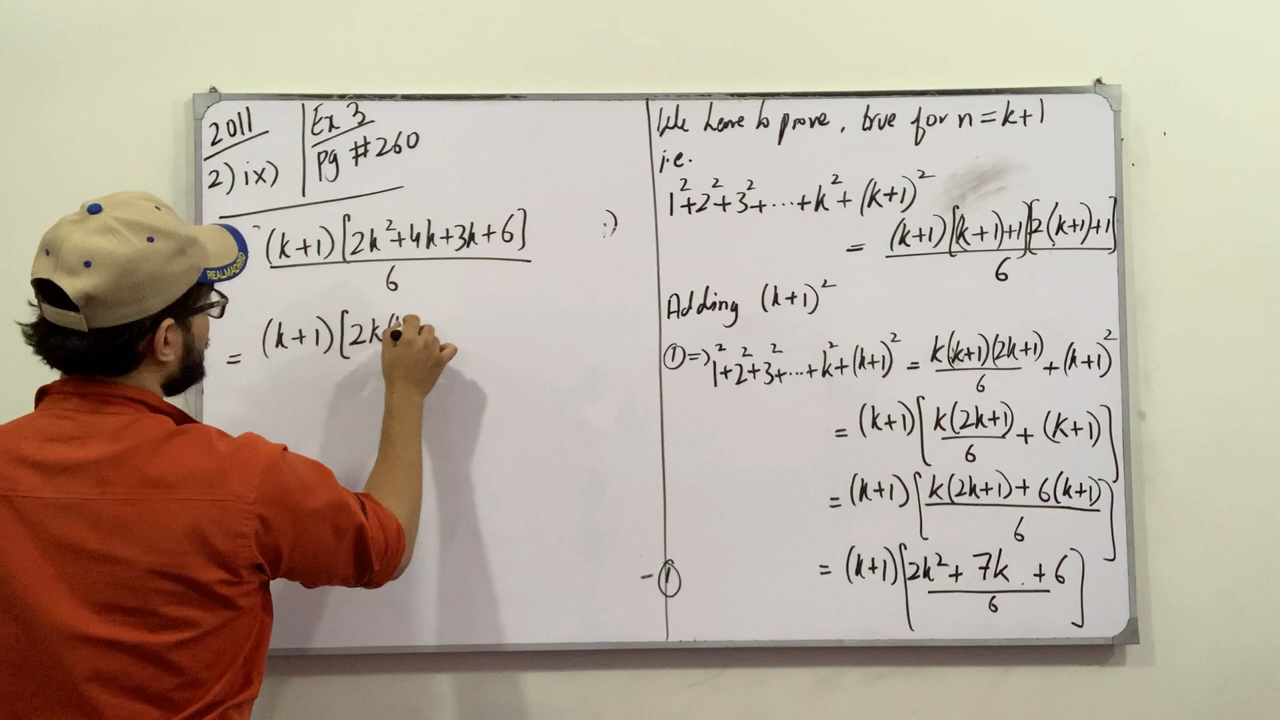 2011
2) ix)
Ex 3
Pg #260
(k+1)[2k²+4k+3k+6]
6
= (k+1)[2k(
:)
REALMADRID
We have to prove, true for n=k+1
i.e.
1²+2²+3²+...+k²+(k+1)²
= (k+1)[(k+1)+1][2(k+1)+1]
6
Adding (k+1)²
①=> 1²+2²+3²+...+k²+(k+1)² = k(k+1)(2k+1) + (k+1)²
6
= (k+1)[k(2k+1) + (k+1)]
6
= (k+1)[k(2k+1)+6(k+1)]
6
- ①
= (k+1)[2k²+7k+6]
6